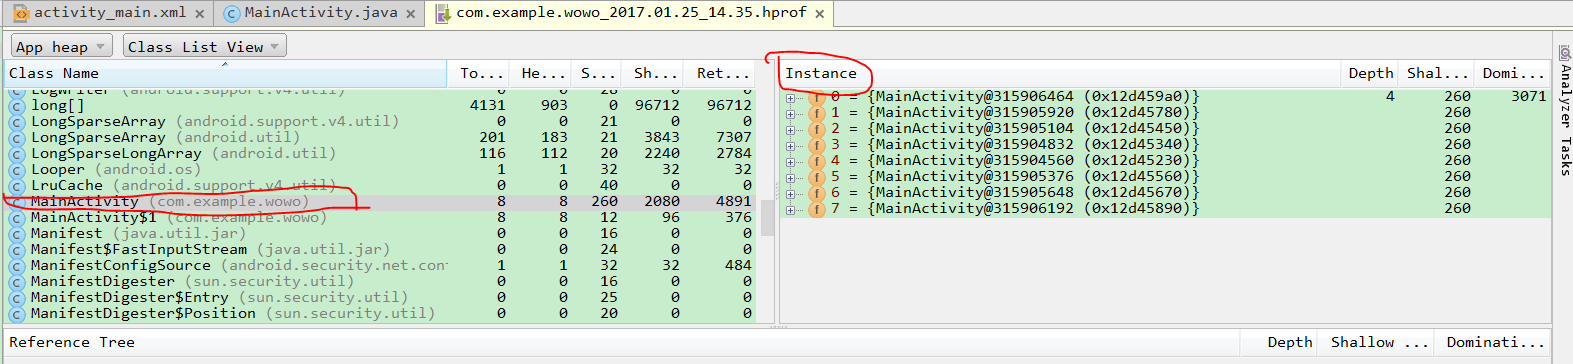 activity_main.xml MainActivity.java com.example.wowo_2017.01.25_14.35.hprof
App heap Class List View
Class Name To... He... S... Sh... Ret... Instance Depth Shal... Domi...
LogWriter (android.support.v4.util) 0 0 28 0 0
long[] 4131 903 0 96712 96712
LongSparseArray (android.support.v4.util) 0 0 21 0 0
LongSparseArray (android.util) 201 183 21 3843 7307
LongSparseLongArray (android.util) 116 112 20 2240 2784
Looper (android.os) 1 1 32 32 32
LruCache (android.support.v4.util) 0 0 40 0 0
MainActivity (com.example.wowo) 8 8 260 2080 4891
MainActivity$1 (com.example.wowo) 8 8 12 96 376
Manifest (java.util.jar) 0 0 16 0 0
Manifest$FastInputStream (java.util.jar) 0 0 24 0 0
ManifestConfigSource (android.security.net.con 1 1 32 32 484
ManifestDigester (sun.security.util) 0 0 16 0 0
ManifestDigester$Entry (sun.security.util) 0 0 25 0 0
ManifestDigester$Position (sun.security.util) 0 0 20 0 0
0 = {MainActivity@315906464 (0x12d459a0)} 4 260 3071
1 = {MainActivity@315905920 (0x12d45780)} 260
2 = {MainActivity@315905104 (0x12d45450)} 260
3 = {MainActivity@315904832 (0x12d45340)} 260
4 = {MainActivity@315904560 (0x12d45230)} 260
5 = {MainActivity@315905376 (0x12d45560)} 260
6 = {MainActivity@315905648 (0x12d45670)} 260
7 = {MainActivity@315906192 (0x12d45890)} 260
Analyzer Tasks
Reference Tree Depth Shallow ... Dominati...